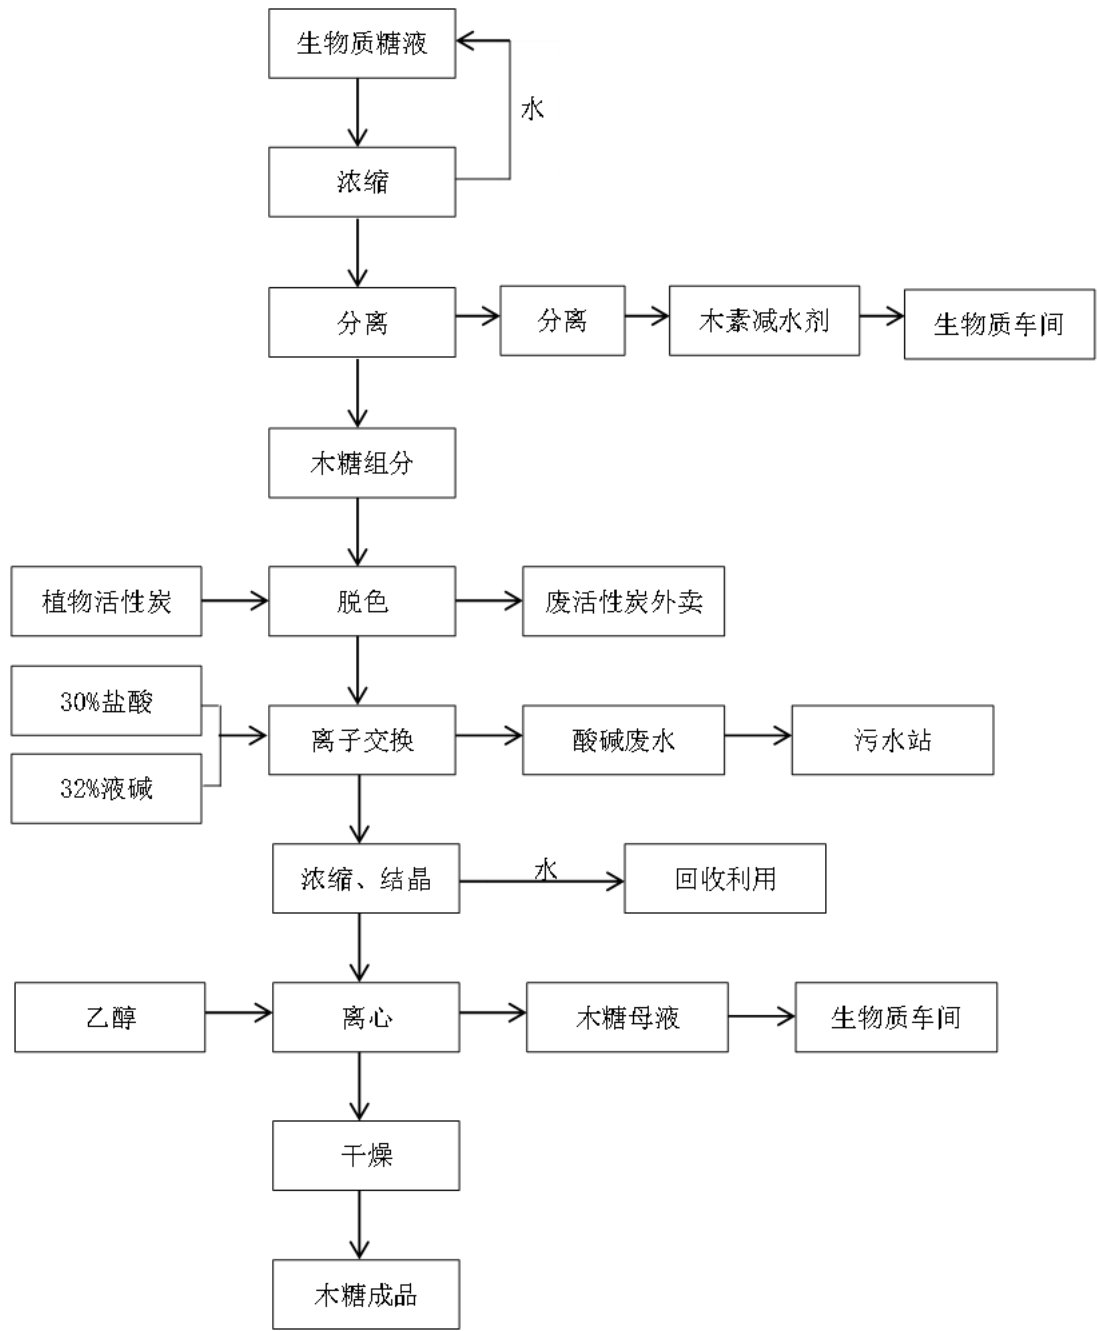 生物质糖液
水
浓缩
分离
分离
木素减水剂
生物质车间
木糖组分
植物活性炭
脱色
废活性炭外卖
30%盐酸
离子交换
酸碱废水
污水站
32%液碱
浓缩、结晶
水
回收利用
乙醇
离心
木糖母液
生物质车间
干燥
木糖成品